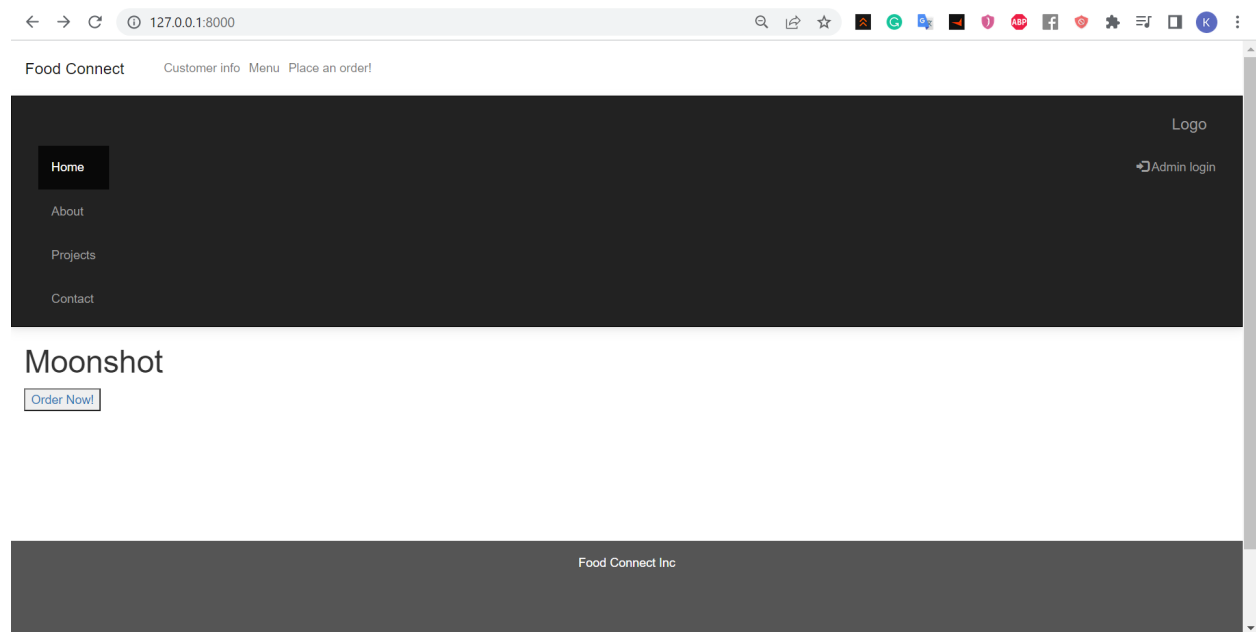 127.0.0.1:8000
ABP
K
Food Connect Customer info Menu Place an order!
Logo
Home Admin login
About
Projects
Contact
Moonshot
Order Now!
Food Connect Inc